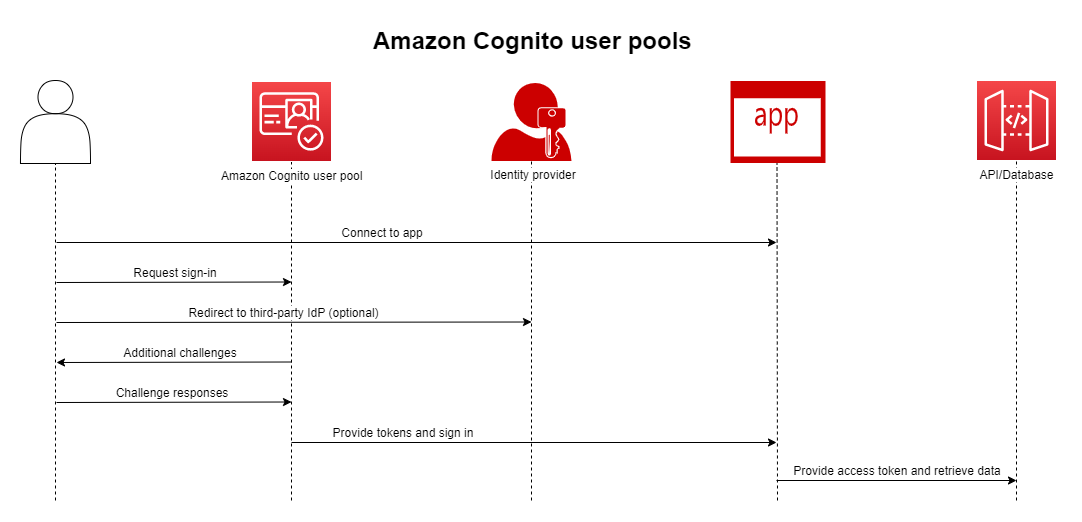 Amazon Cognito user pools
app
Amazon Cognito user pool
Identity provider
API/Database
Connect to app
Request sign-in
Redirect to third-party IdP (optional)
Additional challenges
Challenge responses
Provide tokens and sign in
Provide access token and retrieve data